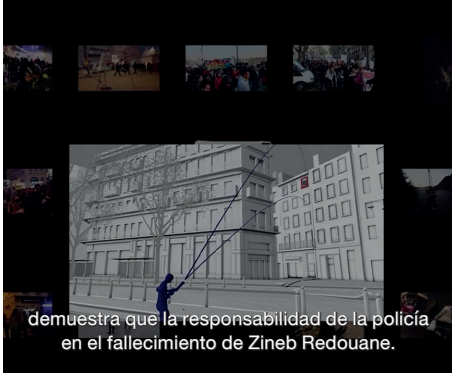 demuestra que la responsabilidad de la policía
en el fallecimiento de Zineb Redouane.